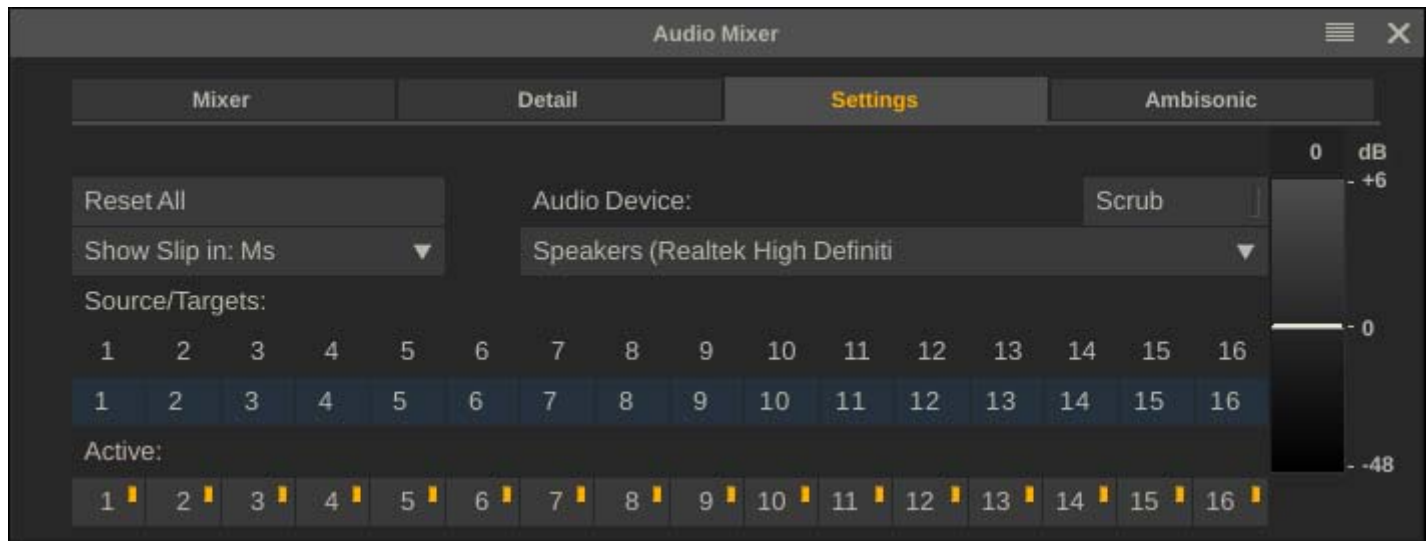 Audio Mixer
Mixer Detail Settings Ambisonic
0 dB
+6
Reset All Audio Device: Scrub
Show Slip in: Ms Speakers (Realtek High Definiti
Source/Targets:
0
1 2 3 4 5 6 7 8 9 10 11 12 13 14 15 16
1 2 3 4 5 6 7 8 9 10 11 12 13 14 15 16
Active:
-48
1 2 3 4 5 6 7 8 9 10 11 12 13 14 15 16